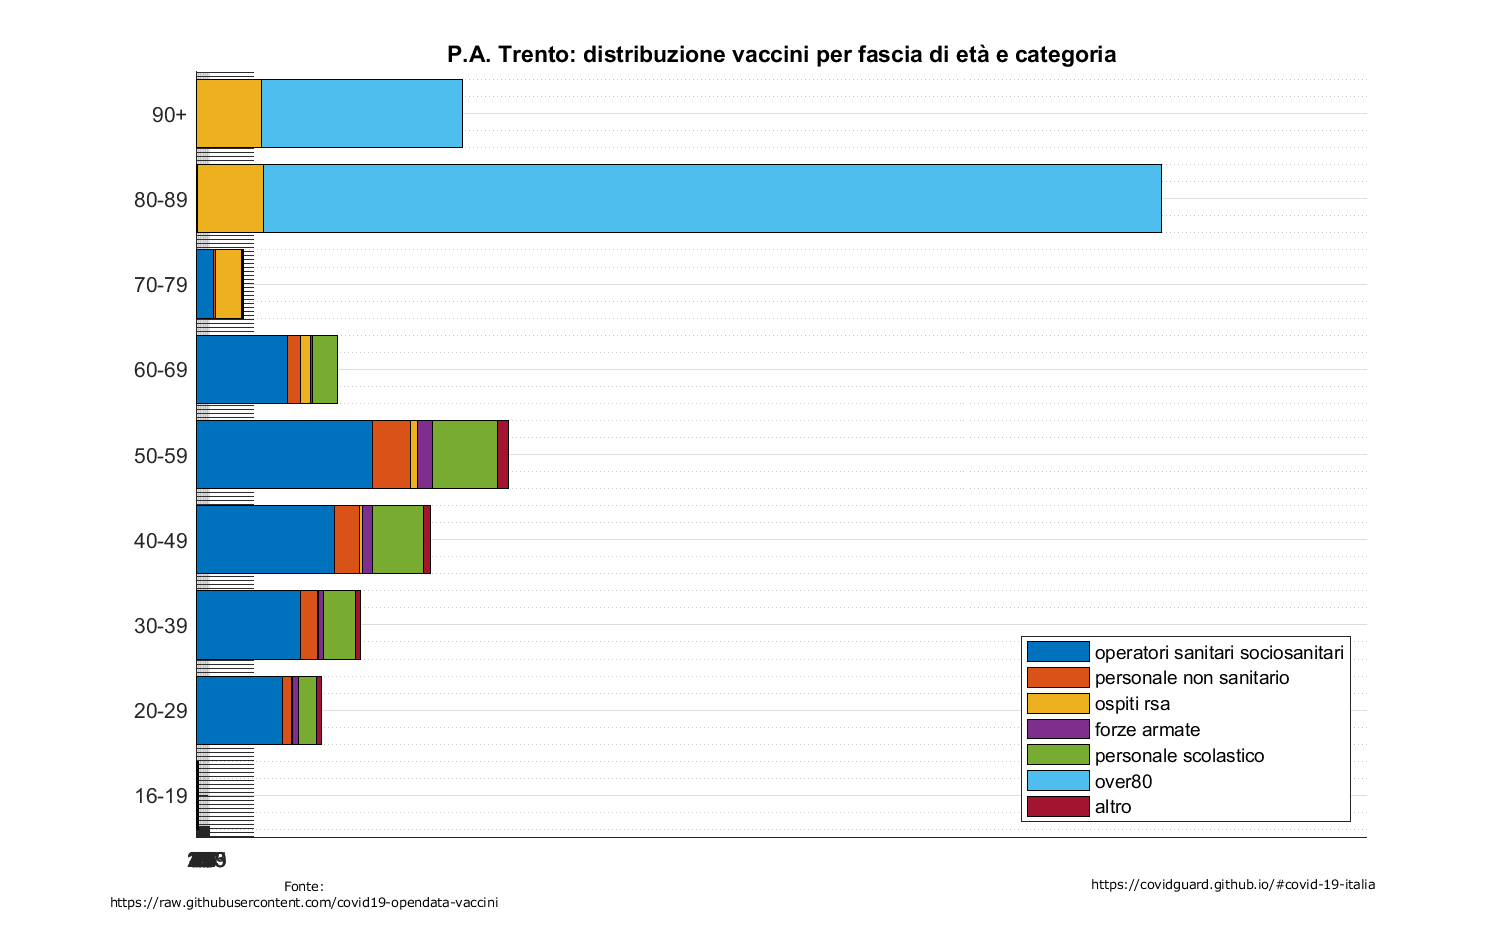 P.A. Trento: distribuzione vaccini per fascia di età e categoria
90+
80-89
70-79
60-69
50-59
40-49
30-39
20-29
16-19
operatori sanitari sociosanitari
personale non sanitario
ospiti rsa
forze armate
personale scolastico
over80
altro
Fonte:
https://raw.githubusercontent.com/covid19-opendata-vaccini
https://covidguard.github.io/#covid-19-italia